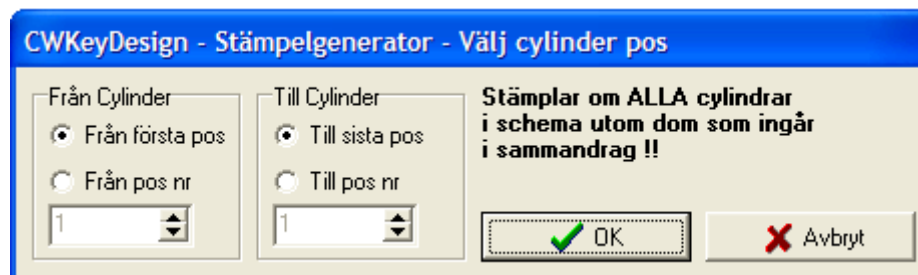 CWKeyDesign - Stämpelgenerator - Välj cylinder pos
Från Cylinder
Från första pos
Från pos nr
1
Till Cylinder
Till sista pos
Till pos nr
1
Stämplar om ALLA cylindrar
i schema utom dom som ingår
i sammandrag !!
OK
Avbryt